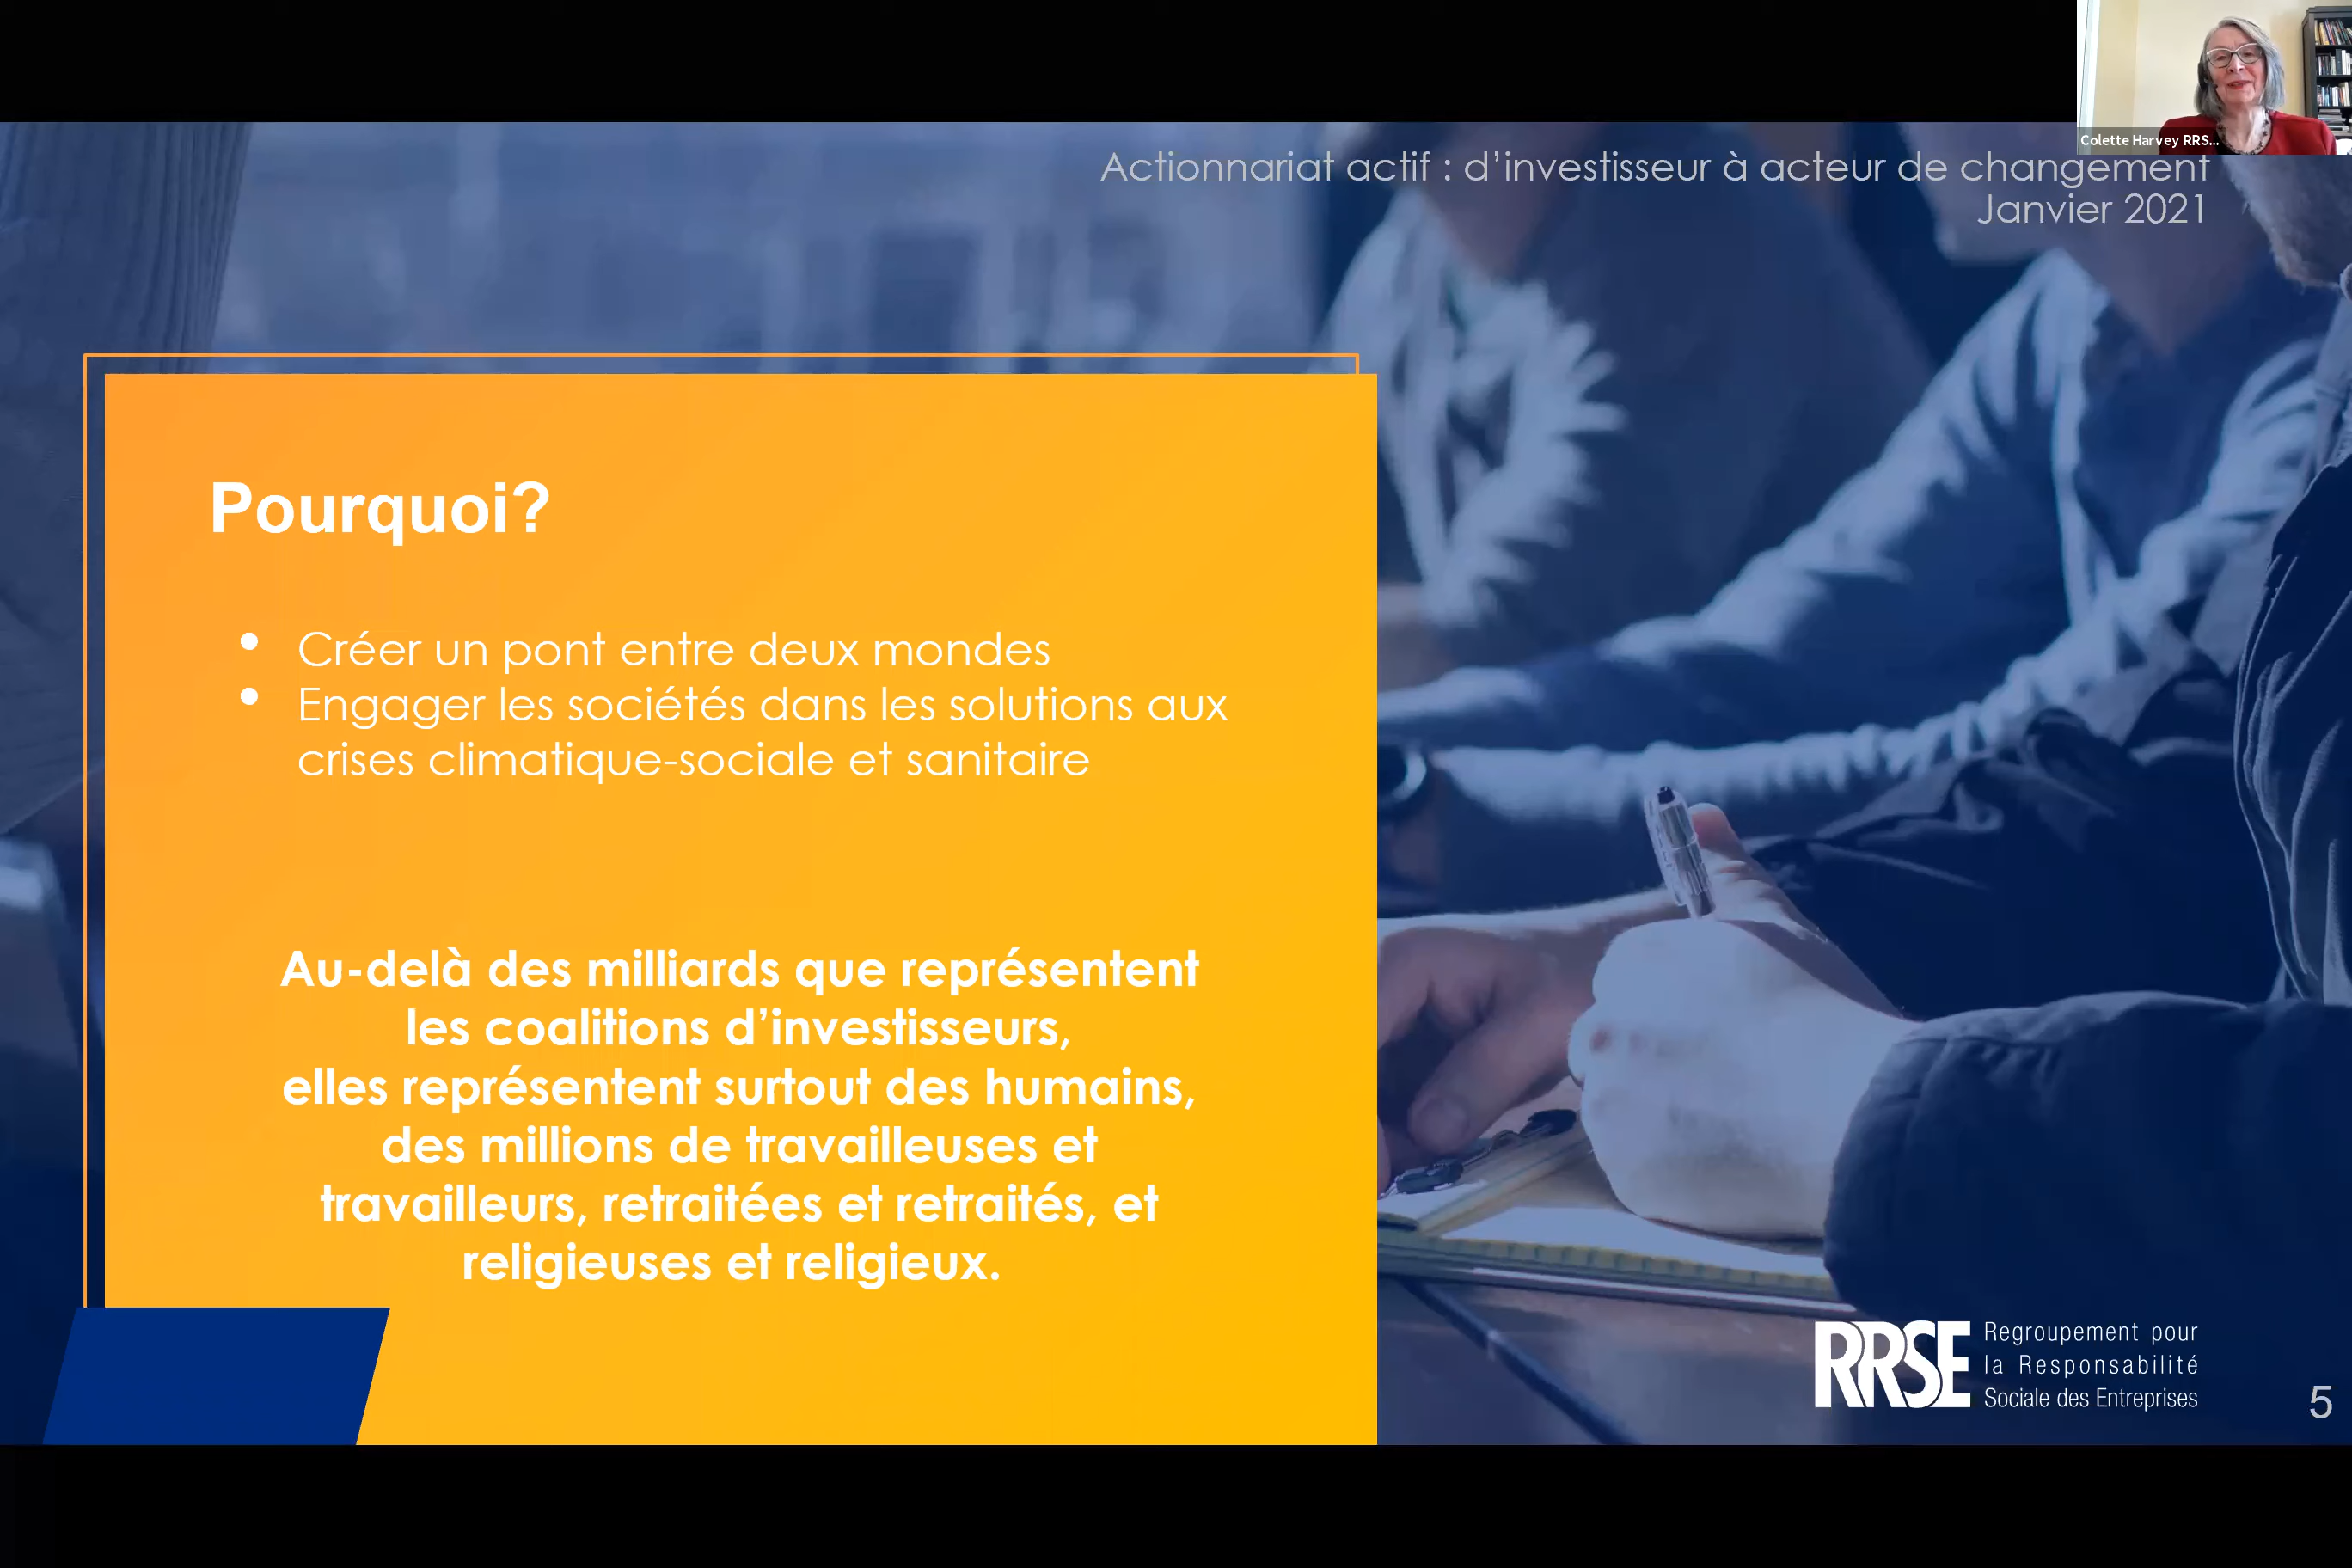 Colette Harvey RRS...
Actionnariat actif : d’investisseur à acteur de changement
Janvier 2021
Pourquoi?
• Créer un pont entre deux mondes
• Engager les sociétés dans les solutions aux
crises climatique-sociale et sanitaire
Au-delà des milliards que représentent
les coalitions d’investisseurs,
elles représentent surtout des humains,
des millions de travailleuses et
travailleurs, retraitées et retraités, et
religieuses et religieux.
RRSE
Regroupement pour
la Responsabilité
Sociale des Entreprises
5